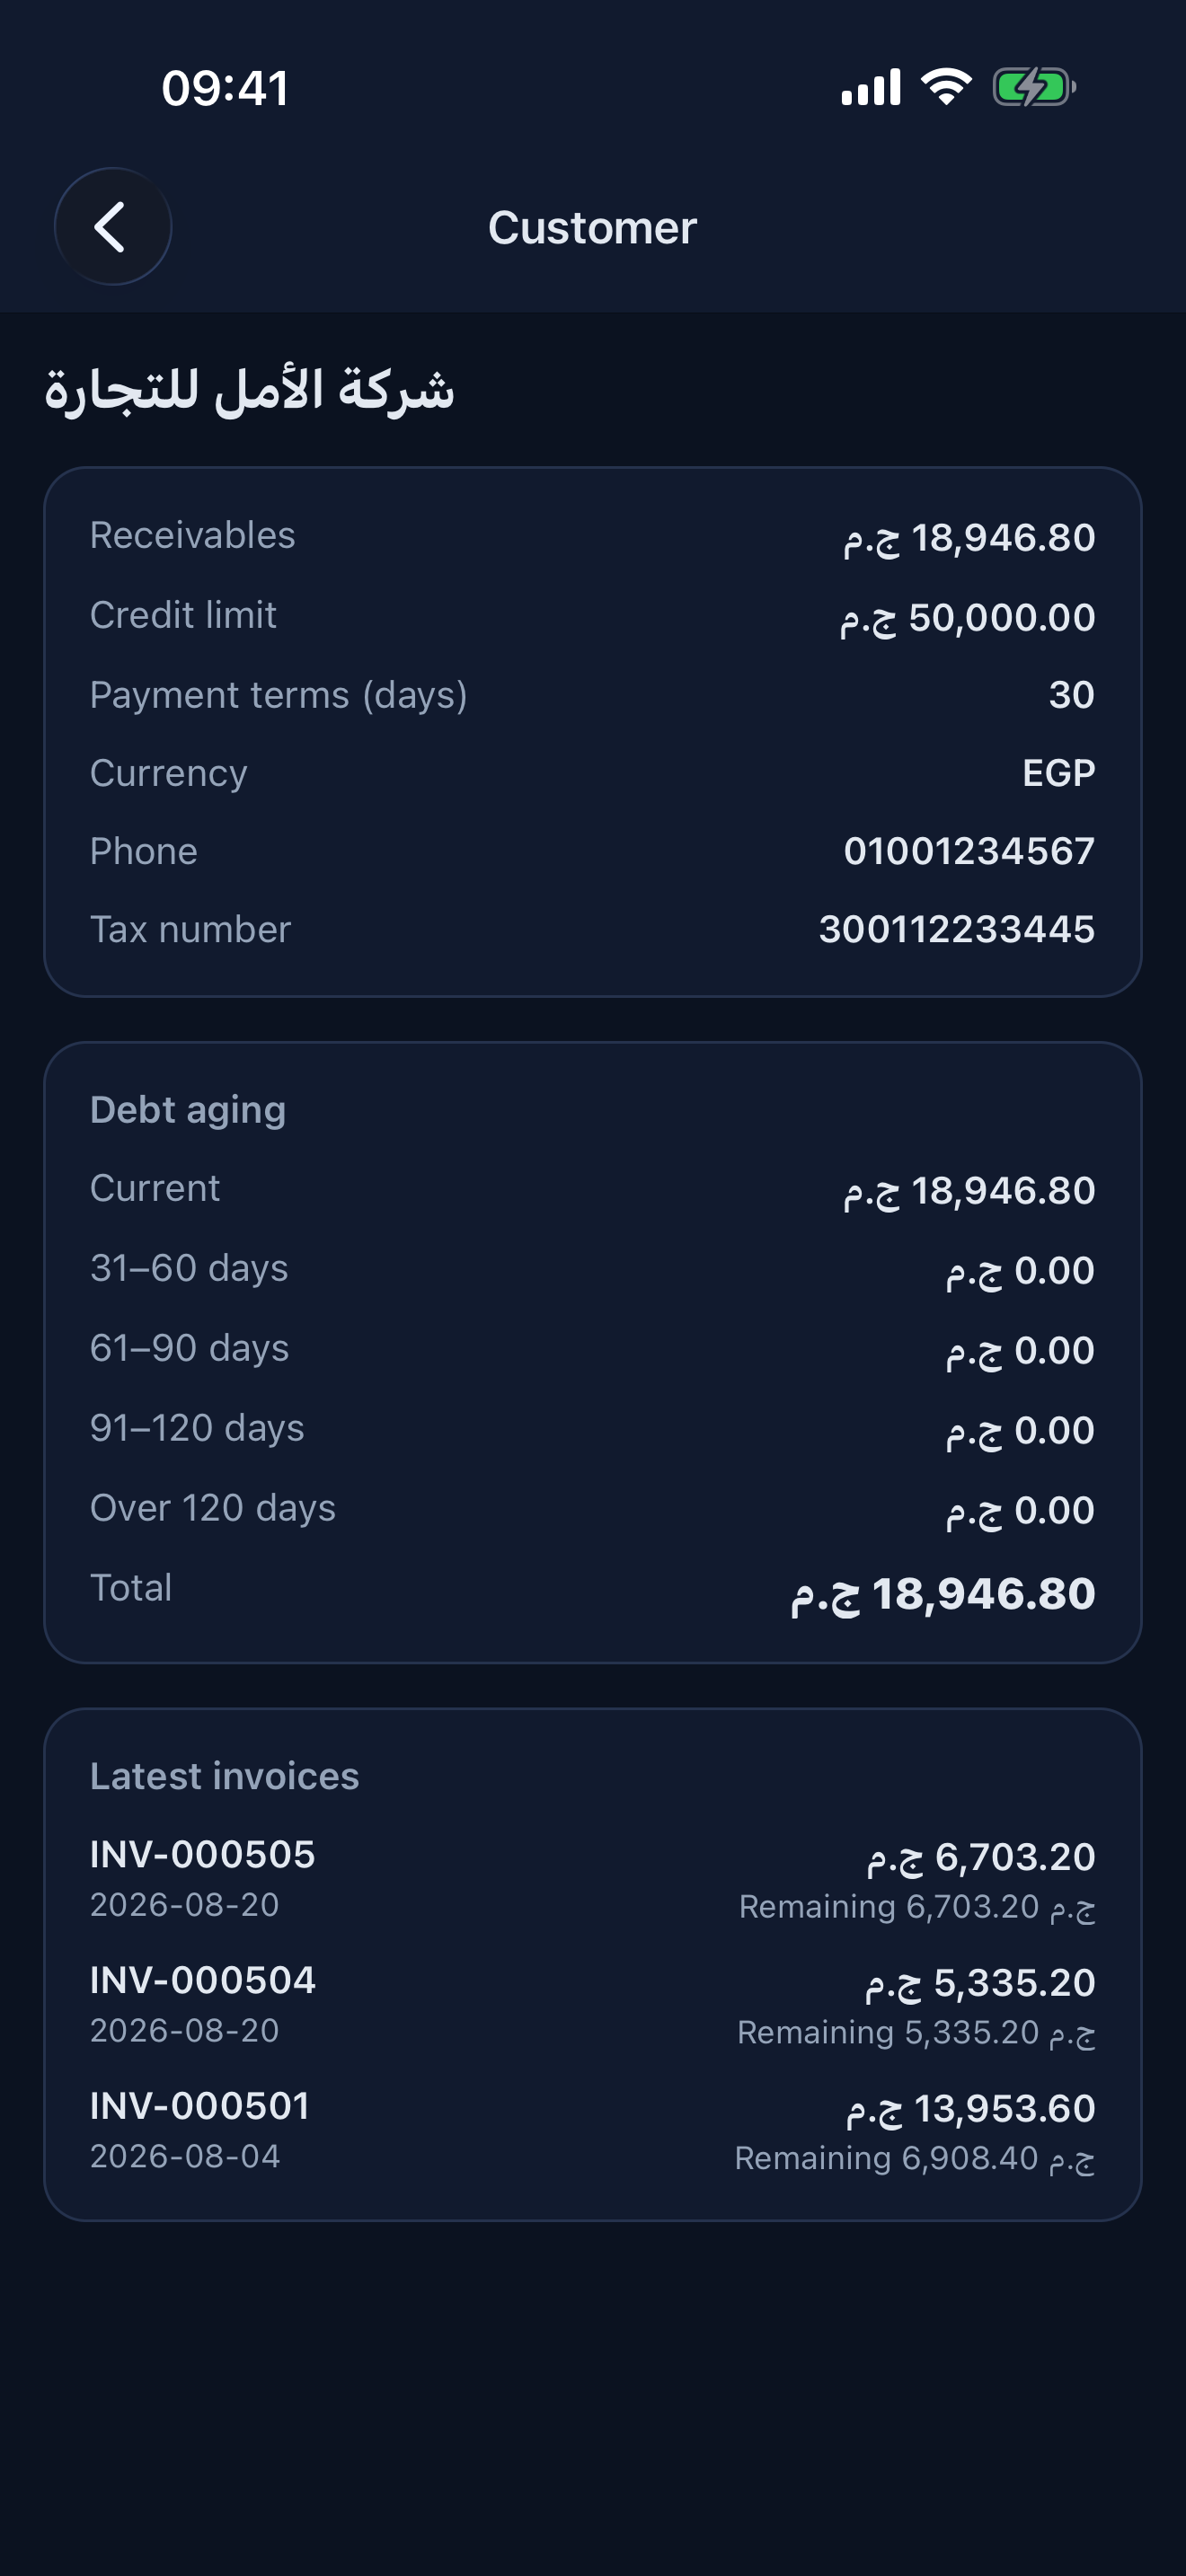 09:41
Customer
شركة الأمل للتجارة
Receivables 18,946.80 ج.م
Credit limit 50,000.00 ج.م
Payment terms (days) 30
Currency EGP
Phone 01001234567
Tax number 300112233445
Debt aging
Current 18,946.80 ج.م
31–60 days 0.00 ج.م
61–90 days 0.00 ج.م
91–120 days 0.00 ج.م
Over 120 days 0.00 ج.م
Total 18,946.80 ج.م
Latest invoices
INV-000505 6,703.20 ج.م
2026-08-20 Remaining 6,703.20 ج.م
INV-000504 5,335.20 ج.م
2026-08-20 Remaining 5,335.20 ج.م
INV-000501 13,953.60 ج.م
2026-08-04 Remaining 6,908.40 ج.م